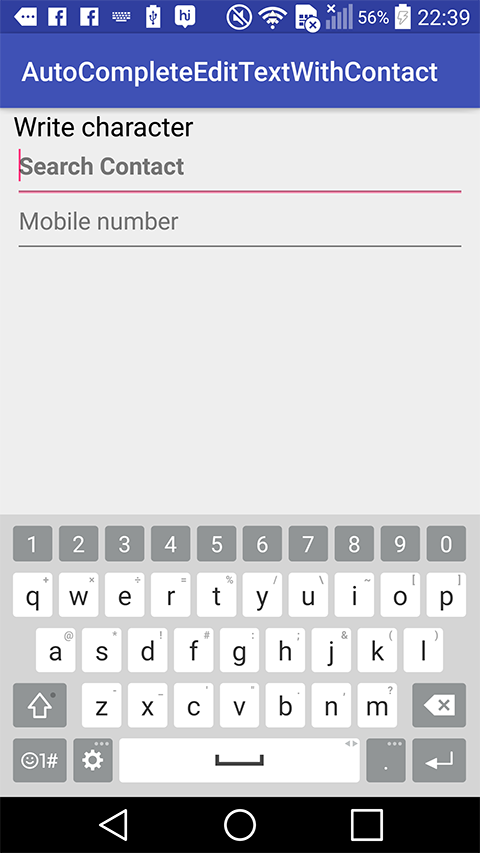 hi 56% 22:39
AutoCompleteEditTextWithContact
Write character
Search Contact
Mobile number
1 2 3 4 5 6 7 8 9 0
+ × ÷ = % / \ ~ [ ]
q w e r t y u i o p
@ * ! # : ; & ( )
a s d f g h j k l
- _ ' " . , ?
z x c v b n m
1# .